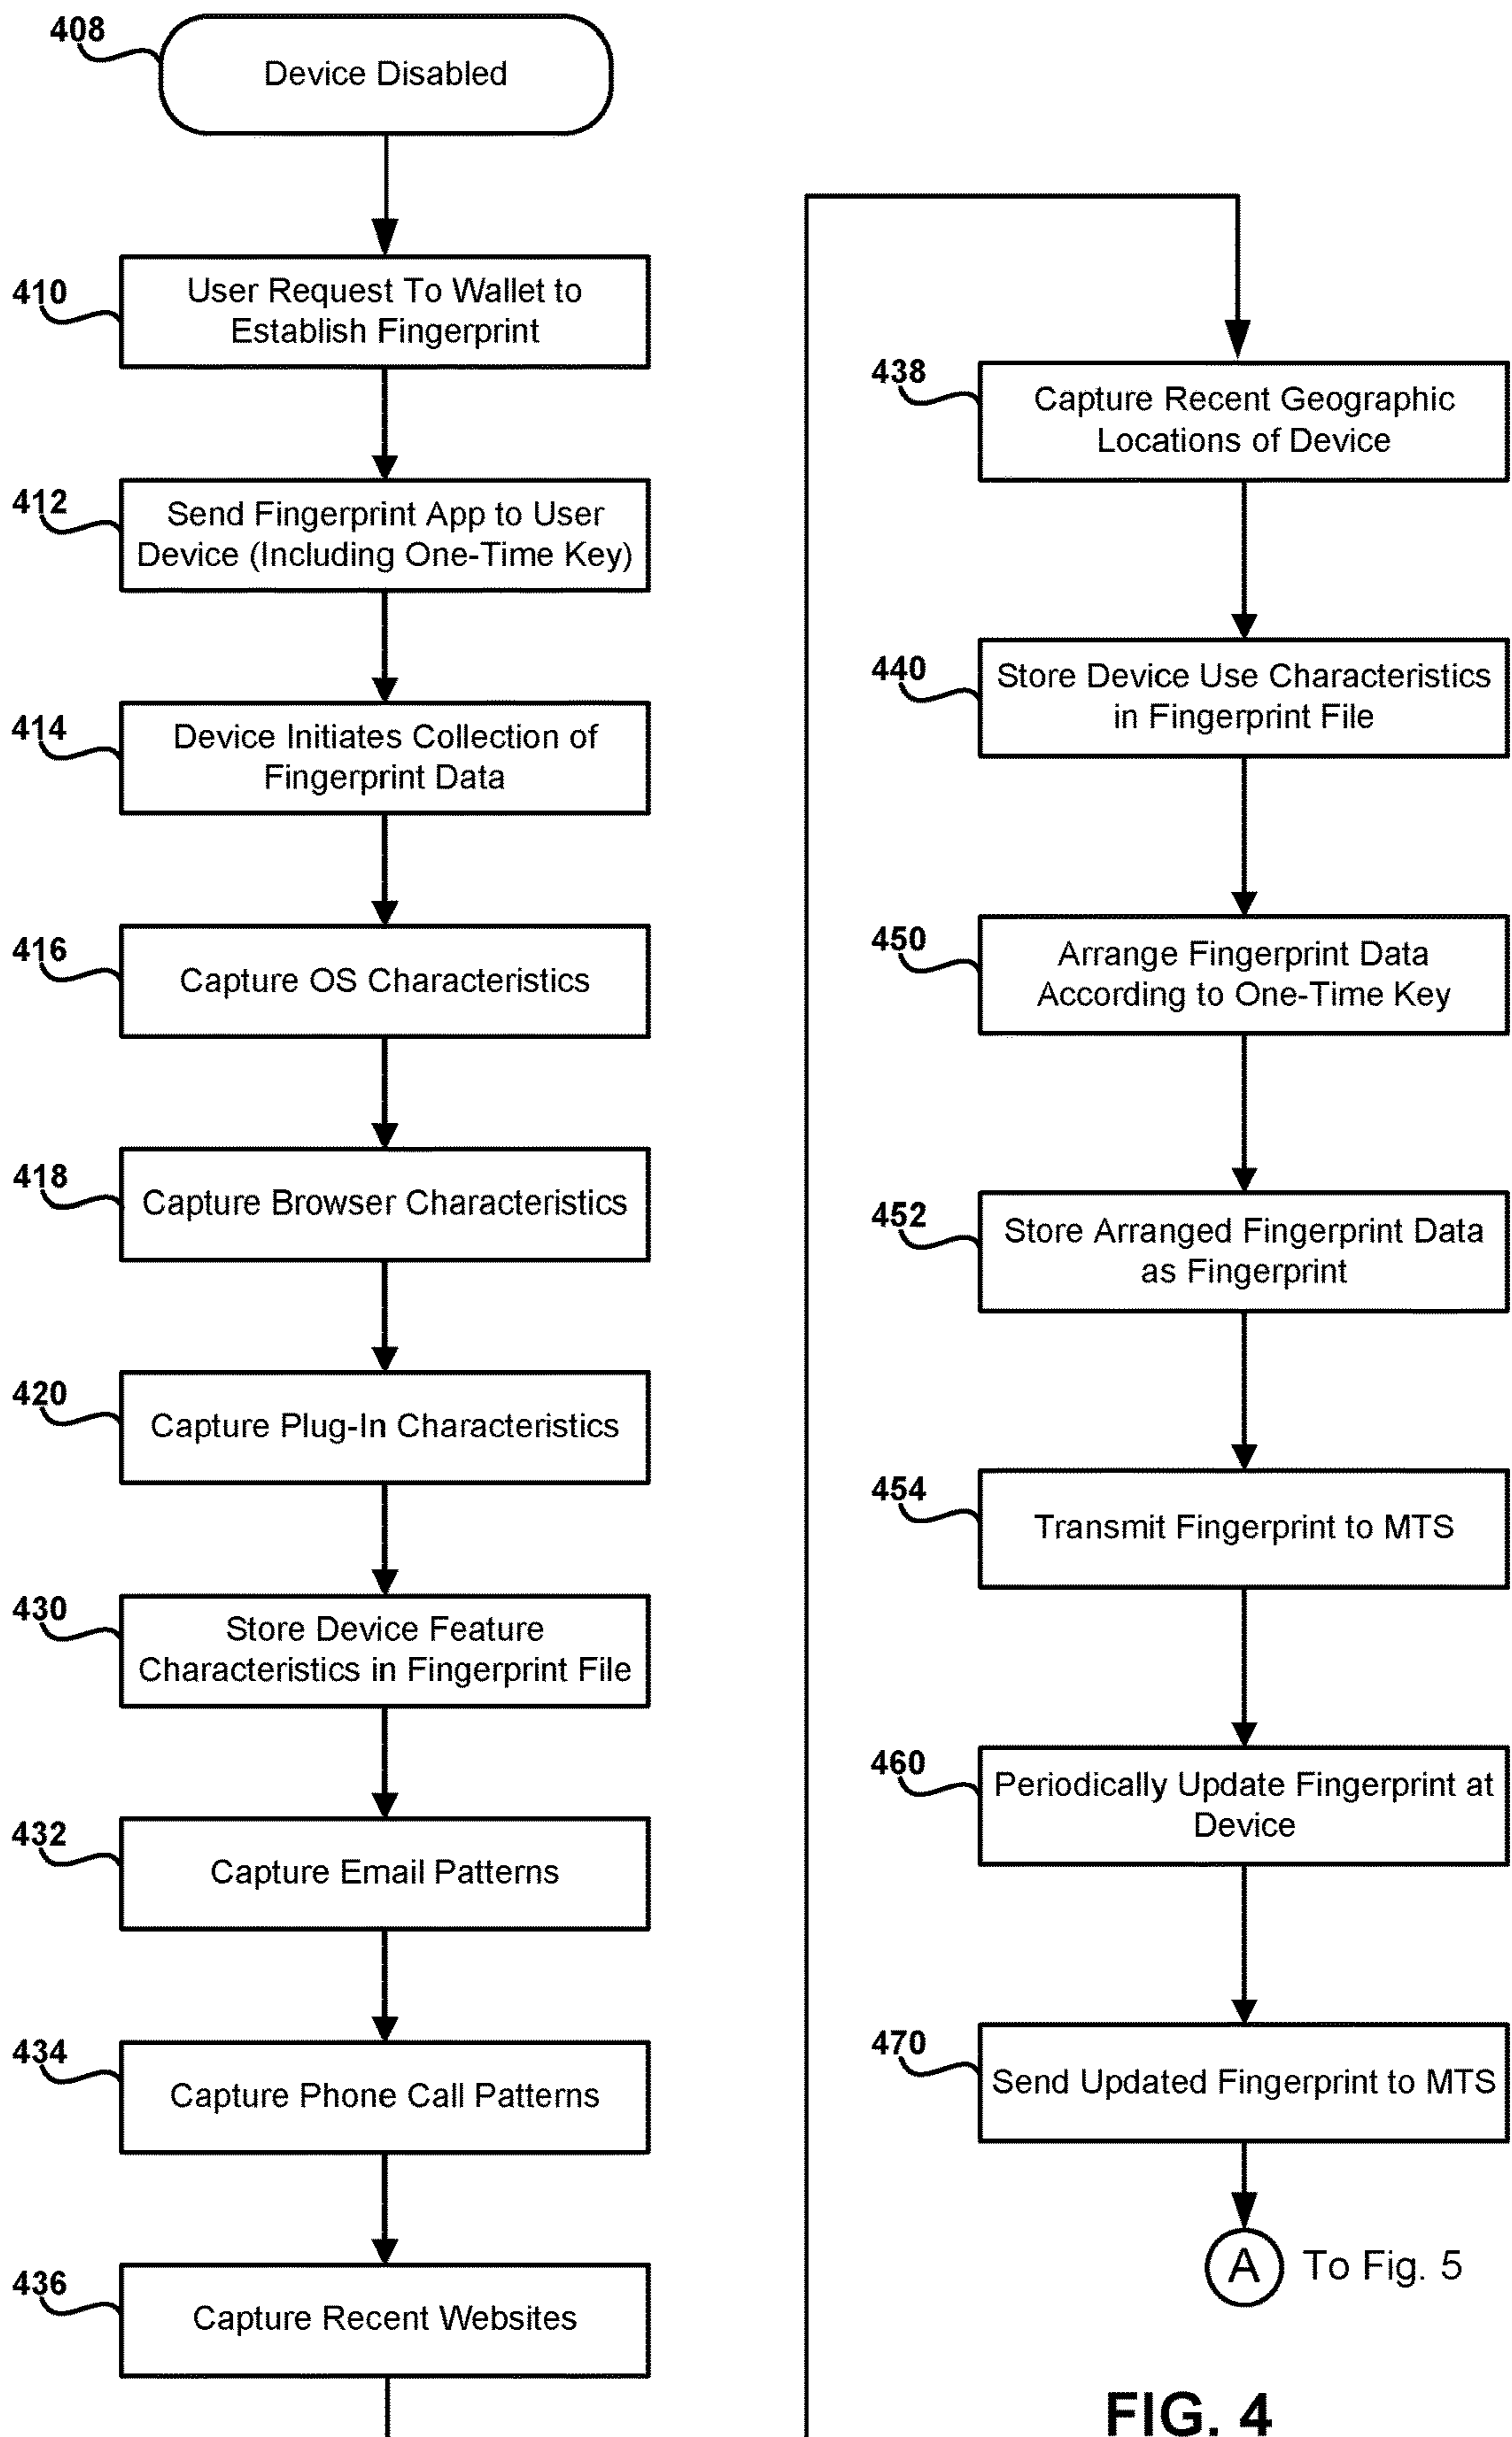 408
Device Disabled
410
User Request To Wallet to
Establish Fingerprint
412
Send Fingerprint App to User
Device (Including One-Time Key)
414
Device Initiates Collection of
Fingerprint Data
416
Capture OS Characteristics
418
Capture Browser Characteristics
420
Capture Plug-In Characteristics
430
Store Device Feature
Characteristics in Fingerprint File
432
Capture Email Patterns
434
Capture Phone Call Patterns
436
Capture Recent Websites
438
Capture Recent Geographic
Locations of Device
440
Store Device Use Characteristics
in Fingerprint File
450
Arrange Fingerprint Data
According to One-Time Key
452
Store Arranged Fingerprint Data
as Fingerprint
454
Transmit Fingerprint to MTS
460
Periodically Update Fingerprint at
Device
470
Send Updated Fingerprint to MTS
A To Fig. 5
FIG. 4